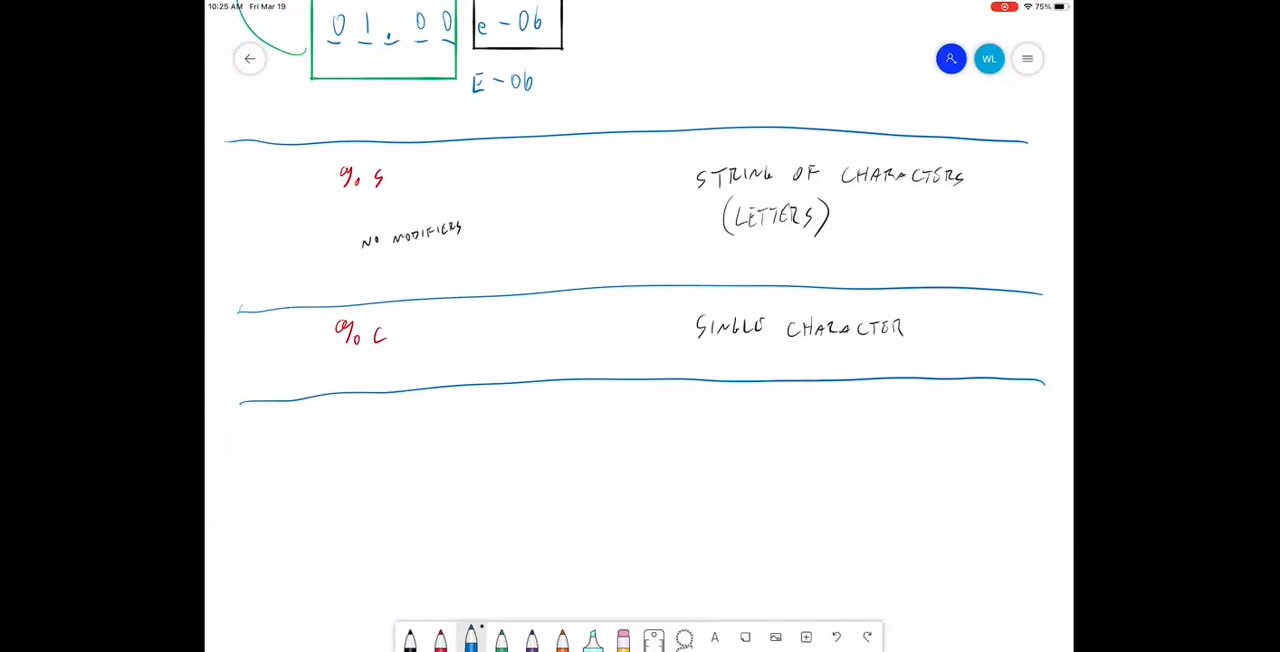 10:25 AM Fri Mar 19
75%
01.00 e-06
WL
E-06
%s STRING OF CHARACTERS
(LETTERS)
NO MODIFIERS
%c SINGLE CHARACTER
A